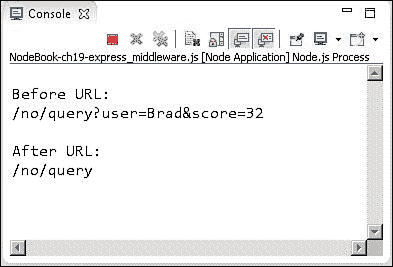 Console
NodeBook-ch19-express_middleware.js [Node Application] Node.js Process
Before URL:
/no/query?user=Brad&score=32
After URL:
/no/query